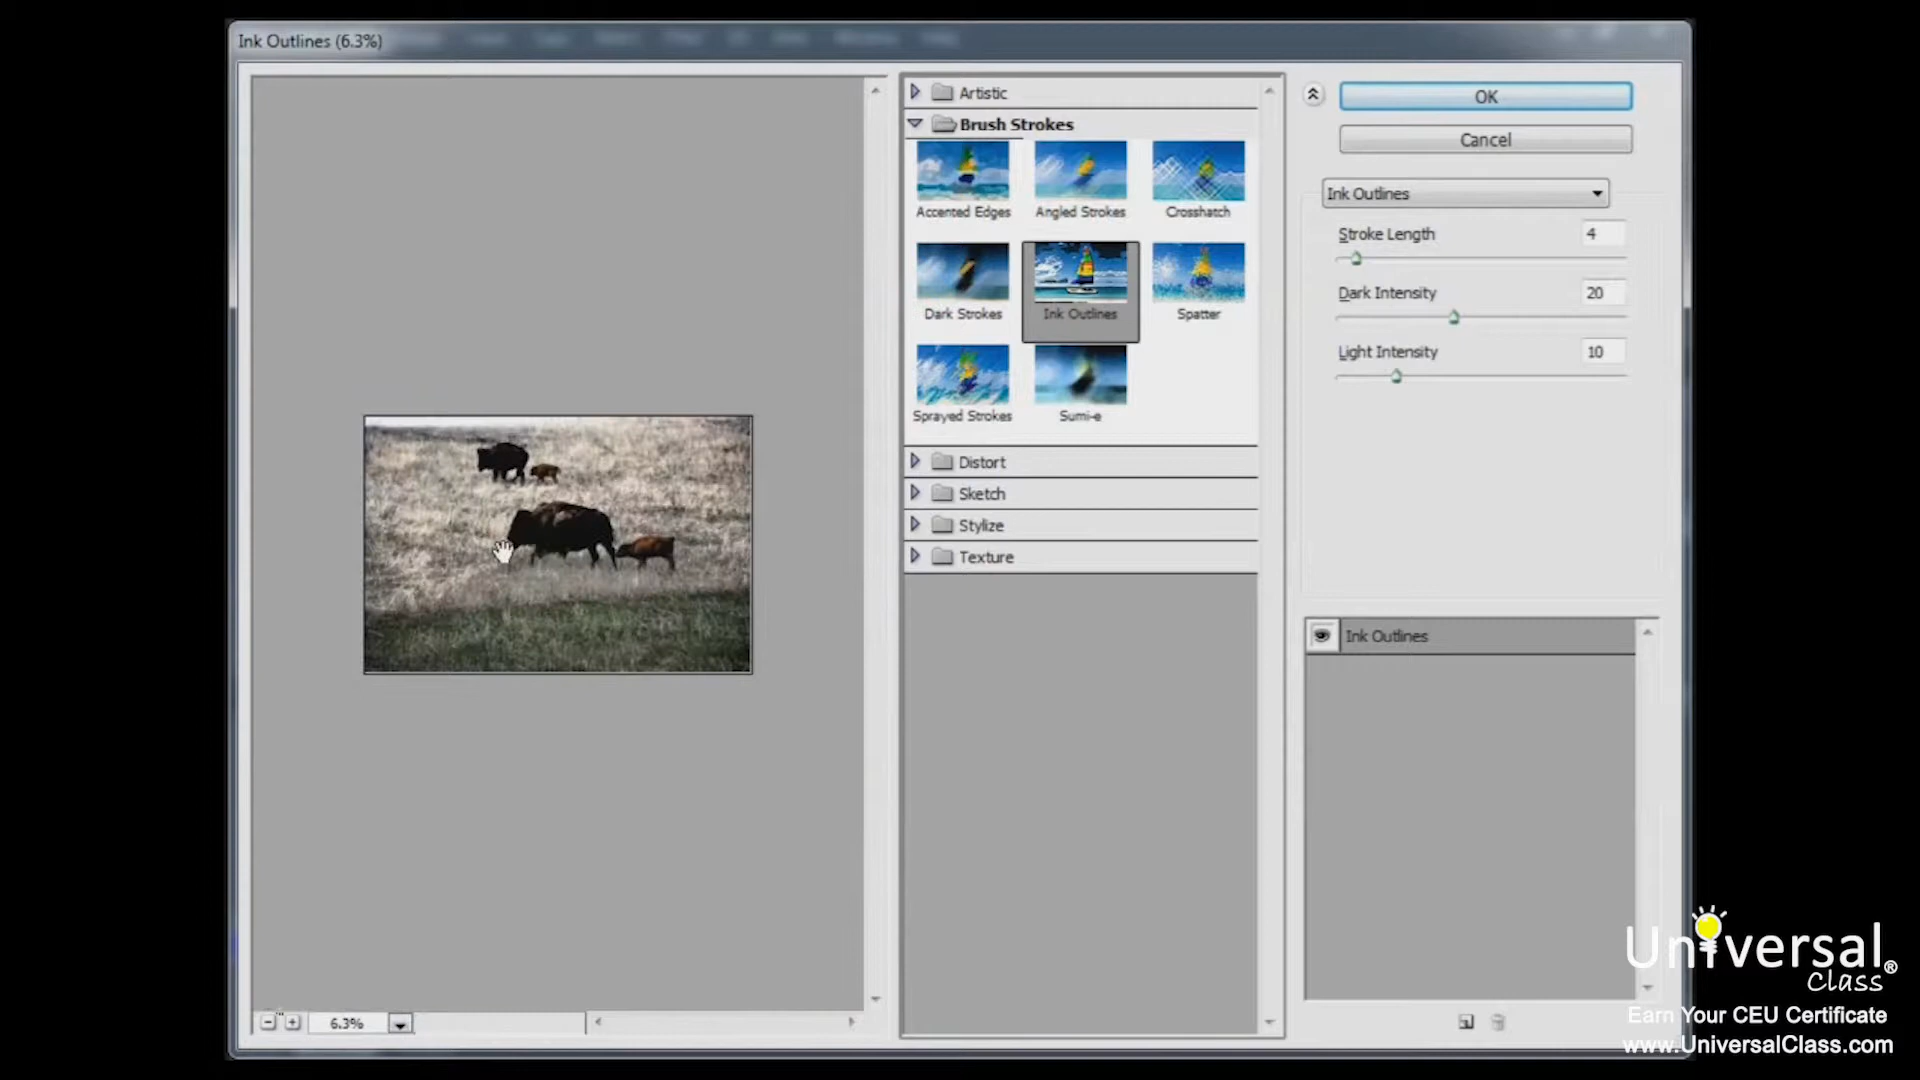 Ink Outlines (6.3%)
Artistic
Brush Strokes
Accented Edges
Angled Strokes
Crosshatch
Dark Strokes
Ink Outlines
Spatter
Sprayed Strokes
Sumi-e
Distort
Sketch
Stylize
Texture
OK
Cancel
Ink Outlines
Stroke Length 4
Dark Intensity 20
Light Intensity 10
Ink Outlines
6.3%
Universal®
Class
Earn Your CEU Certificate
www.UniversalClass.com